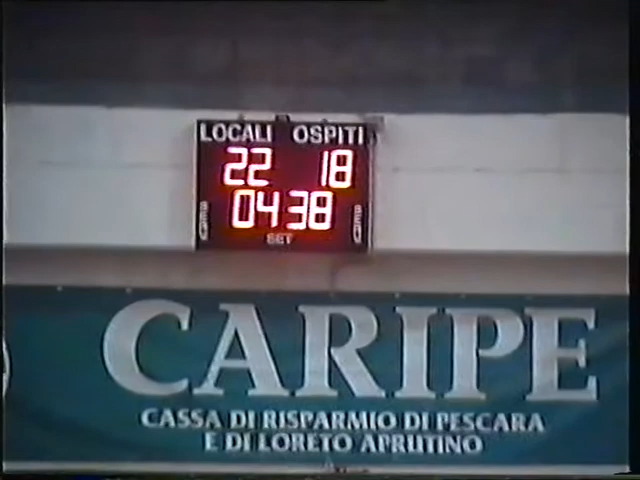 LOCALI OSPITI
22 18
04 38
SET
CARIPE
CASSA DI RISPARMIO DI PESCARA
E DI LORETO APRUTINO